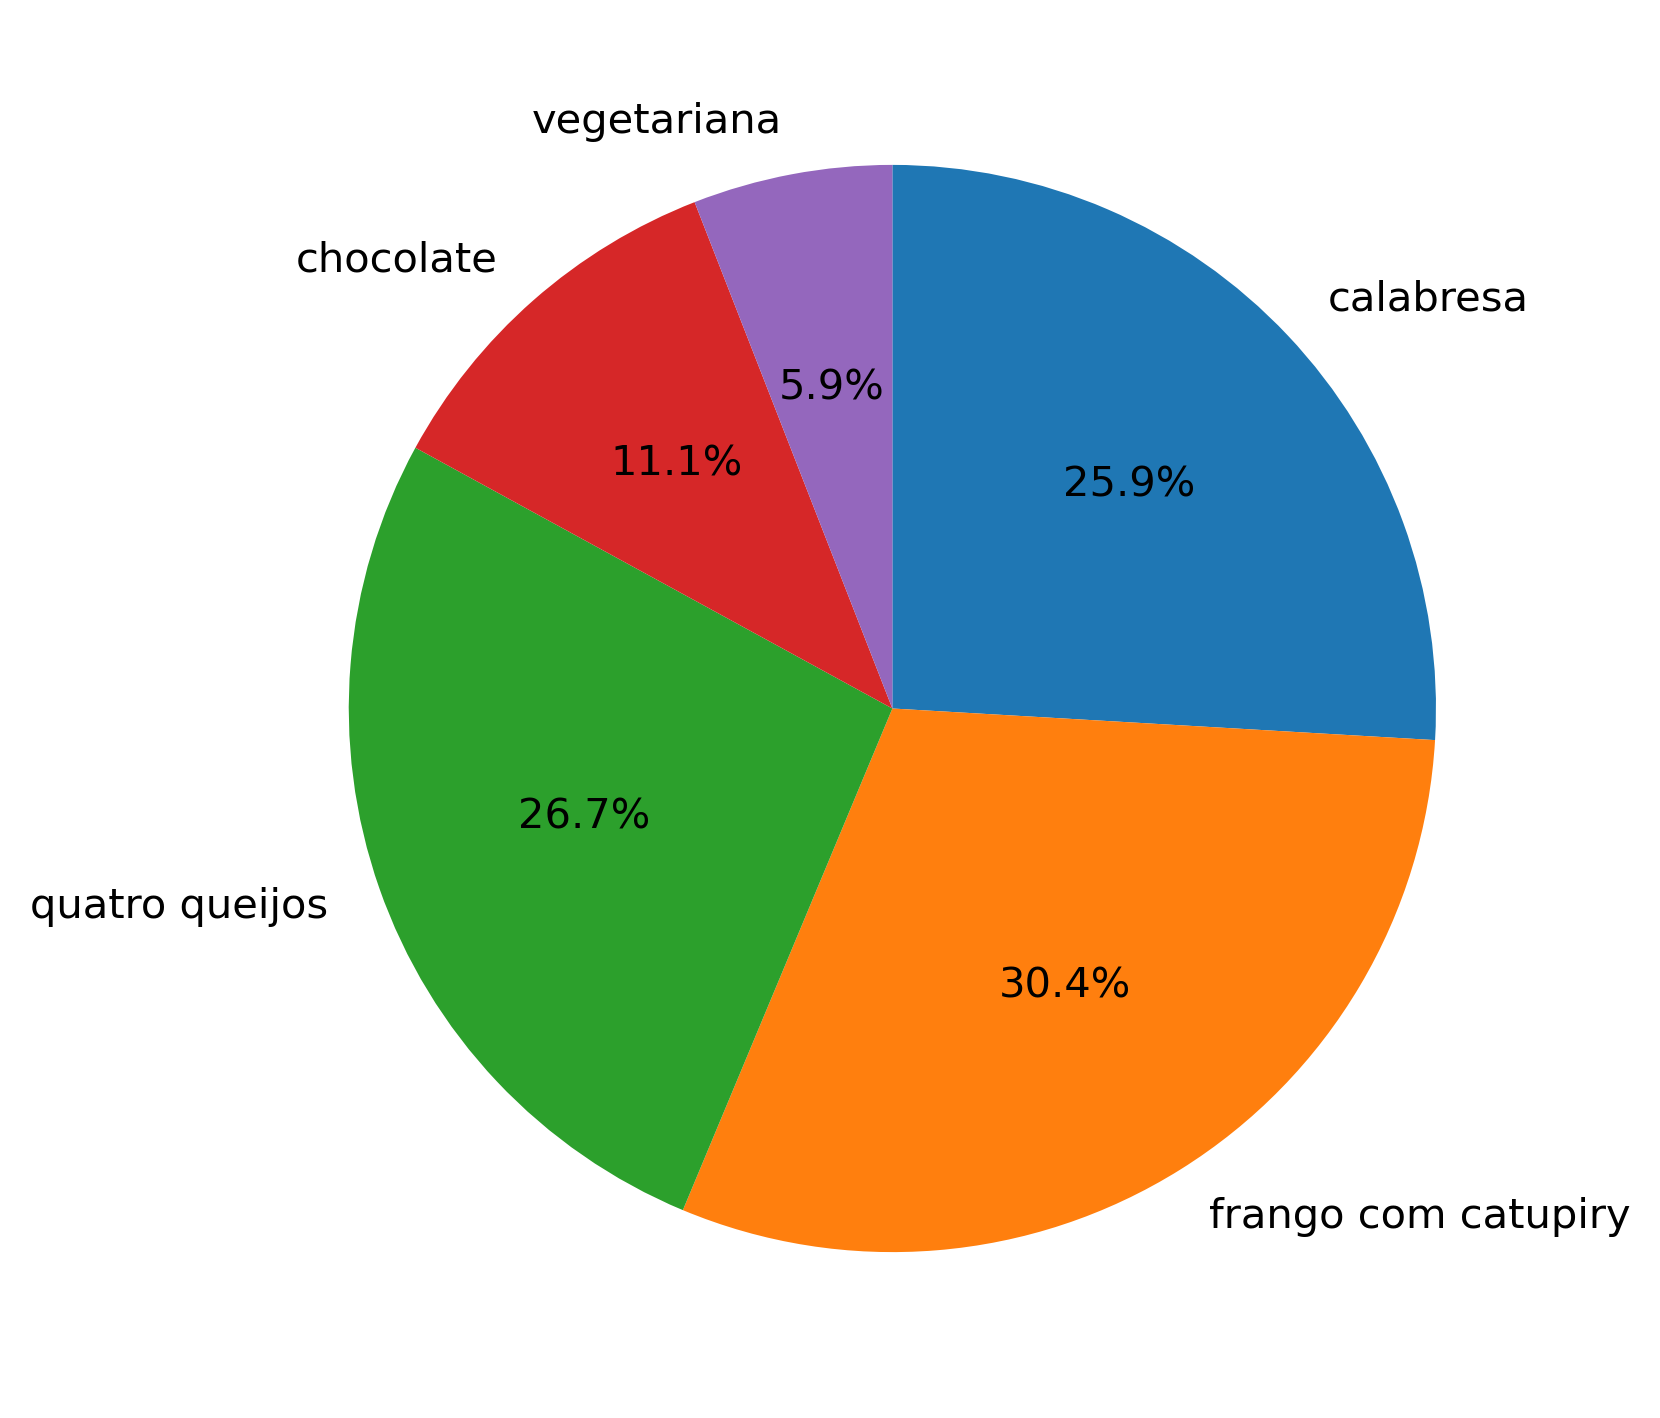 vegetariana
chocolate
calabresa
5.9%
11.1%
25.9%
26.7%
quatro queijos
30.4%
frango com catupiry